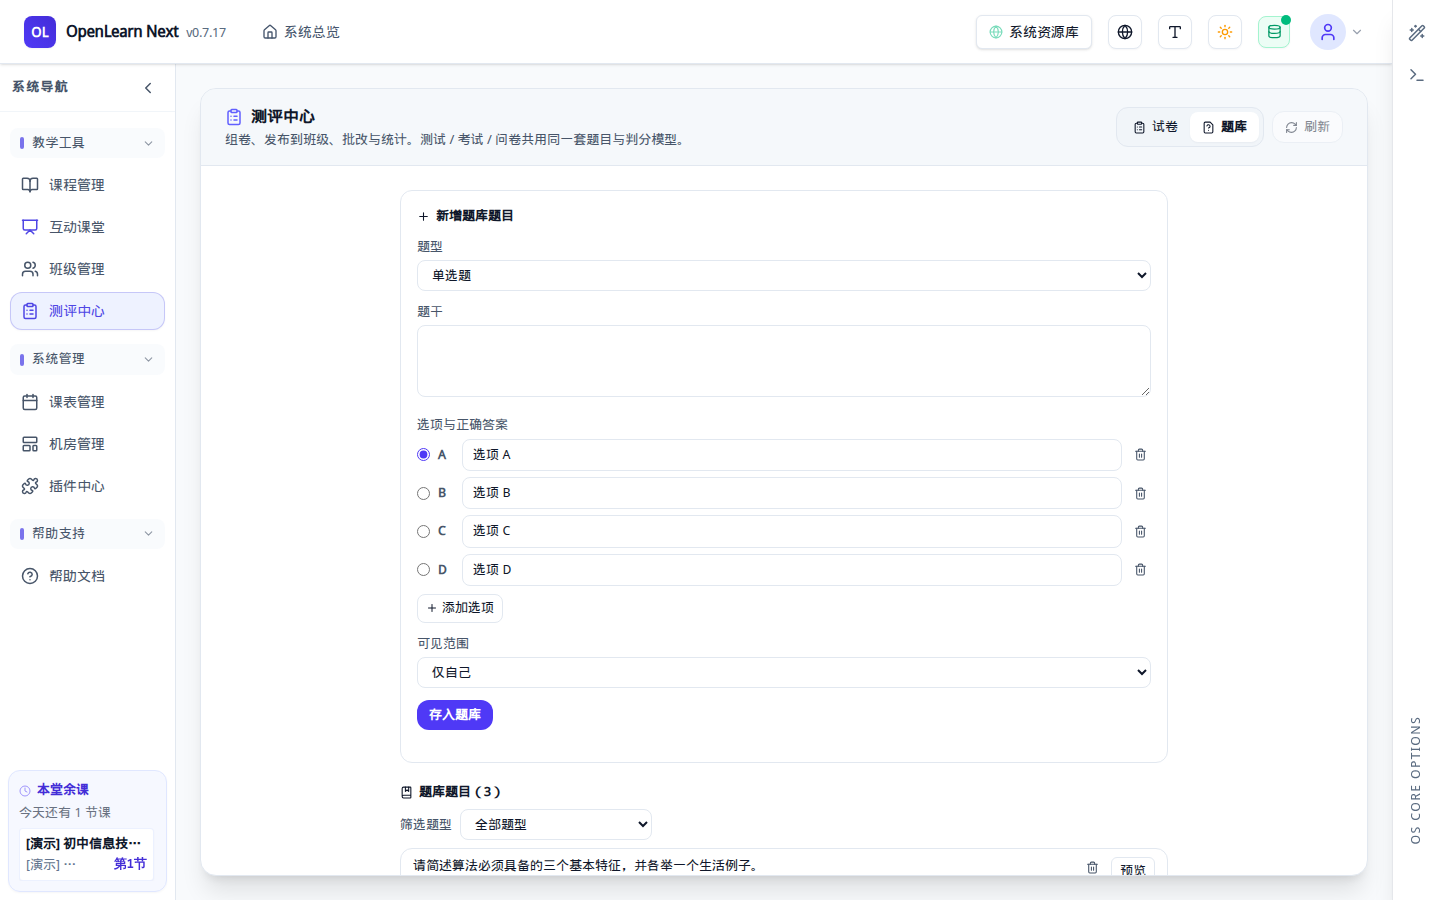 OL OpenLearn Next v0.7.17 系统总览 系统资源库
系统导航
教学工具
课程管理
互动课堂
班级管理
测评中心
系统管理
课表管理
机房管理
插件中心
帮助支持
帮助文档
本堂余课
今天还有 1 节课
[演示] 初中信息技…
[演示] … 第1节
测评中心
组卷、发布到班级、批改与统计。测试 / 考试 / 问卷共用同一套题目与判分模型。
试卷 题库 刷新
新增题库题目
题型
单选题
题干
选项与正确答案
A 选项 A
B 选项 B
C 选项 C
D 选项 D
添加选项
可见范围
仅自己
存入题库
题库题目 ( 3 )
筛选题型 全部题型
请简述算法必须具备的三个基本特征，并各举一个生活例子。 预览
OS CORE OPTIONS